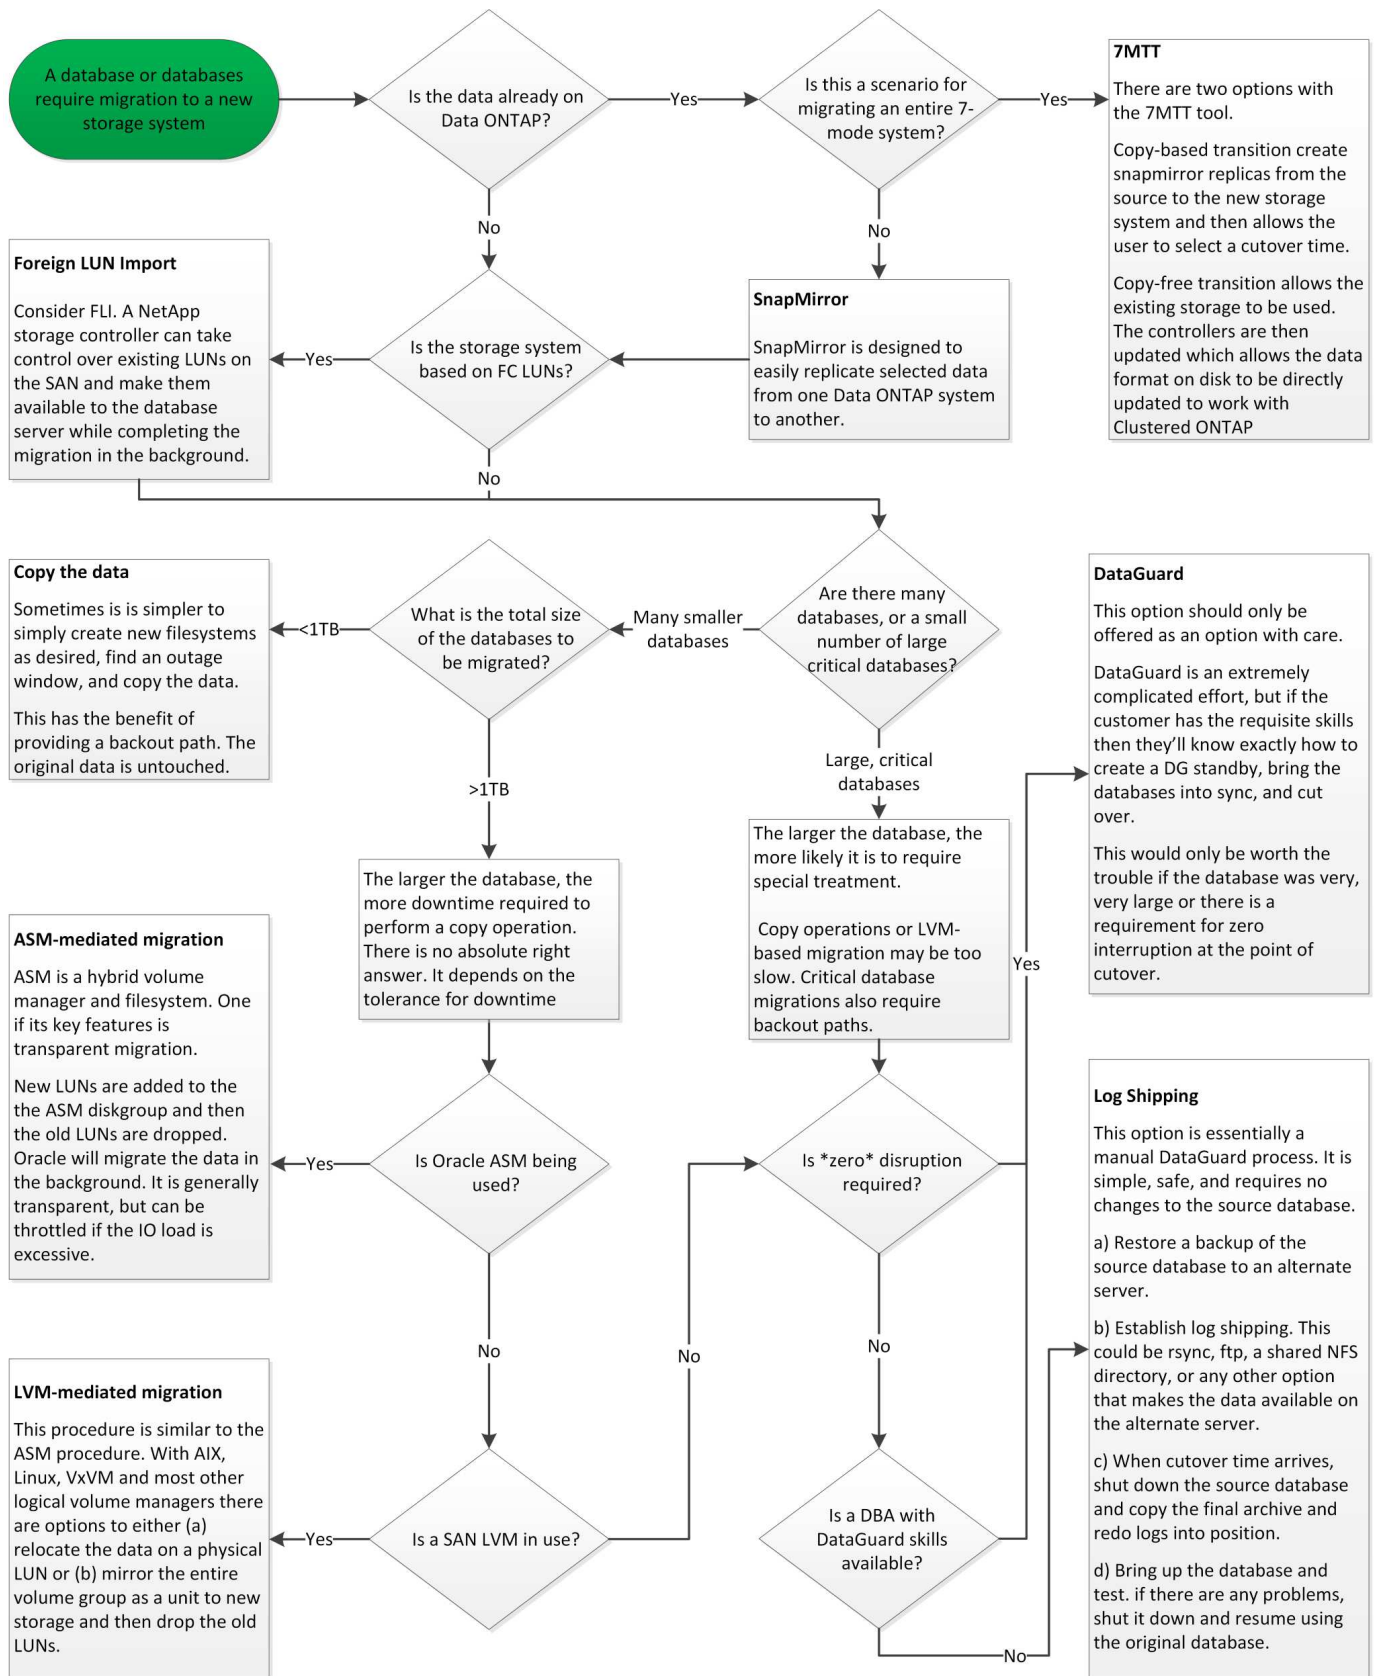 A database or databases
require migration to a new
storage system
Is the data already on
Data ONTAP?
Yes
Is this a scenario for
migrating an entire 7-
mode system?
Yes
7MTT
There are two options with
the 7MTT tool.
Copy-based transition create
snapmirror replicas from the
source to the new storage
system and then allows the
user to select a cutover time.
Copy-free transition allows the
existing storage to be used.
The controllers are then
updated which allows the data
format on disk to be directly
updated to work with
Clustered ONTAP
No
No
Foreign LUN Import
Consider FLI. A NetApp
storage controller can take
control over existing LUNs on
the SAN and make them
available to the database
server while completing the
migration in the background.
Yes
Is the storage system
based on FC LUNs?
SnapMirror
SnapMirror is designed to
easily replicate selected data
from one Data ONTAP system
to another.
No
Copy the data
Sometimes is is simpler to
simply create new filesystems
as desired, find an outage
window, and copy the data.
This has the benefit of
providing a backout path. The
original data is untouched.
<1TB
What is the total size
of the databases to
be migrated?
Many smaller
databases
Are there many
databases, or a small
number of large
critical databases?
DataGuard
This option should only be
offered as an option with care.
DataGuard is an extremely
complicated effort, but if the
customer has the requisite skills
then they’ll know exactly how to
create a DG standby, bring the
databases into sync, and cut
over.
This would only be worth the
trouble if the database was very,
very large or there is a
requirement for zero
interruption at the point of
cutover.
>1TB
Large, critical
databases
The larger the database, the
more downtime required to
perform a copy operation.
There is no absolute right
answer. It depends on the
tolerance for downtime
The larger the database, the
more likely it is to require
special treatment.
Copy operations or LVM-
based migration may be too
slow. Critical database
migrations also require
backout paths.
Yes
ASM-mediated migration
ASM is a hybrid volume
manager and filesystem. One
if its key features is
transparent migration.
New LUNs are added to the
the ASM diskgroup and then
the old LUNs are dropped.
Oracle will migrate the data in
the background. It is generally
transparent, but can be
throttled if the IO load is
excessive.
Yes
Is Oracle ASM being
used?
Is *zero* disruption
required?
Log Shipping
This option is essentially a
manual DataGuard process. It is
simple, safe, and requires no
changes to the source database.
a) Restore a backup of the
source database to an alternate
server.
b) Establish log shipping. This
could be rsync, ftp, a shared NFS
directory, or any other option
that makes the data available on
the alternate server.
c) When cutover time arrives,
shut down the source database
and copy the final archive and
redo logs into position.
d) Bring up the database and
test. if there are any problems,
shut it down and resume using
the original database.
No
No
No
LVM-mediated migration
This procedure is similar to the
ASM procedure. With AIX,
Linux, VxVM and most other
logical volume managers there
are options to either (a)
relocate the data on a physical
LUN or (b) mirror the entire
volume group as a unit to new
storage and then drop the old
LUNs.
Yes
Is a SAN LVM in use?
Is a DBA with
DataGuard skills
available?
No